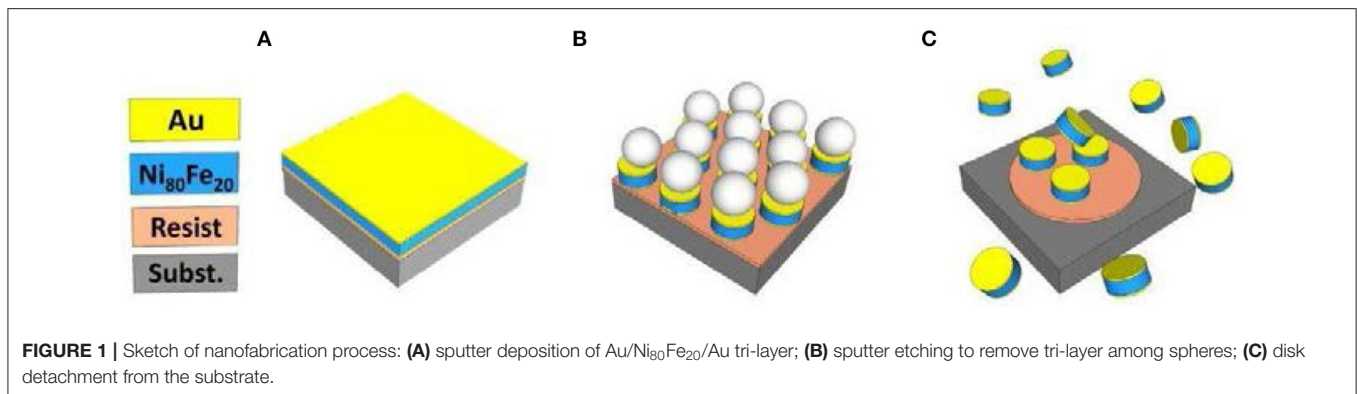 A
B
C
Au
Ni₈₀Fe₂₀
Resist
Subst.
FIGURE 1 | Sketch of nanofabrication process: (A) sputter deposition of Au/Ni₈₀Fe₂₀/Au tri-layer; (B) sputter etching to remove tri-layer among spheres; (C) disk
detachment from the substrate.